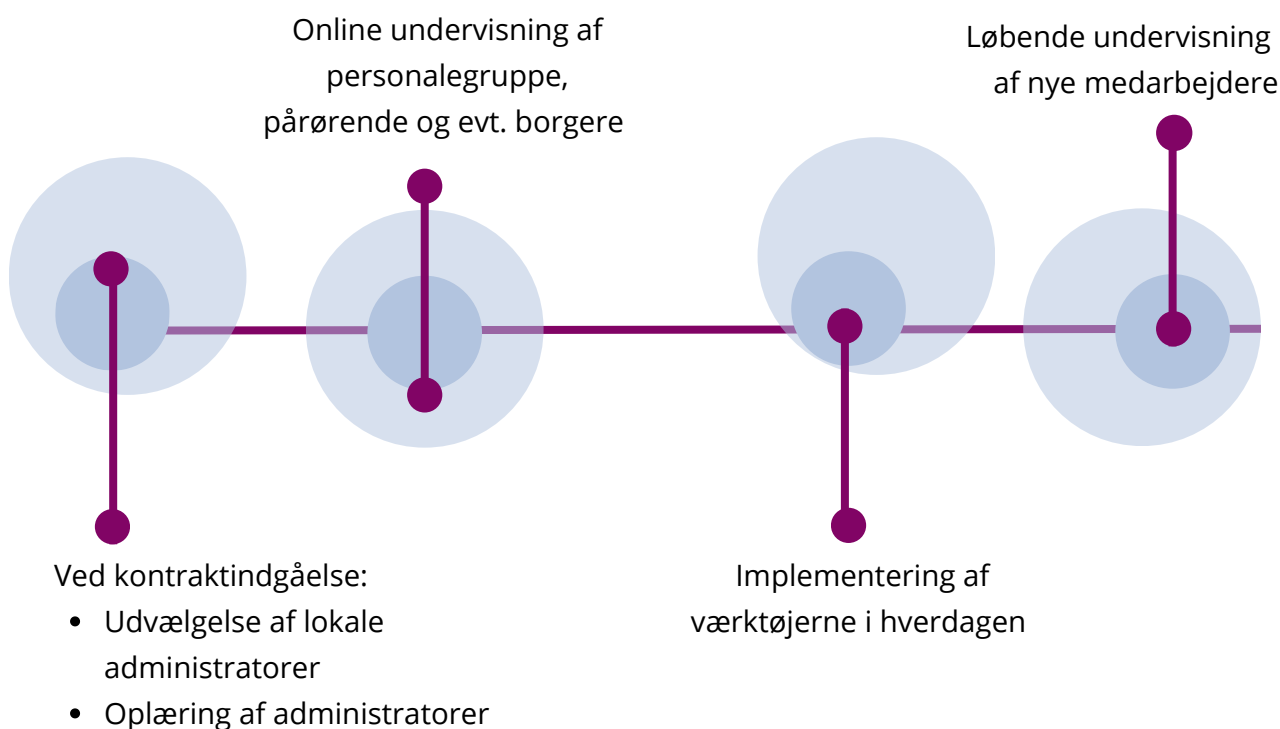 Online undervisning af
personalegruppe,
pårørende og evt. borgere
Løbende undervisning
af nye medarbejdere
Ved kontraktindgåelse:
• Udvælgelse af lokale
administratorer
• Oplæring af administratorer
Implementering af
værktøjerne i hverdagen